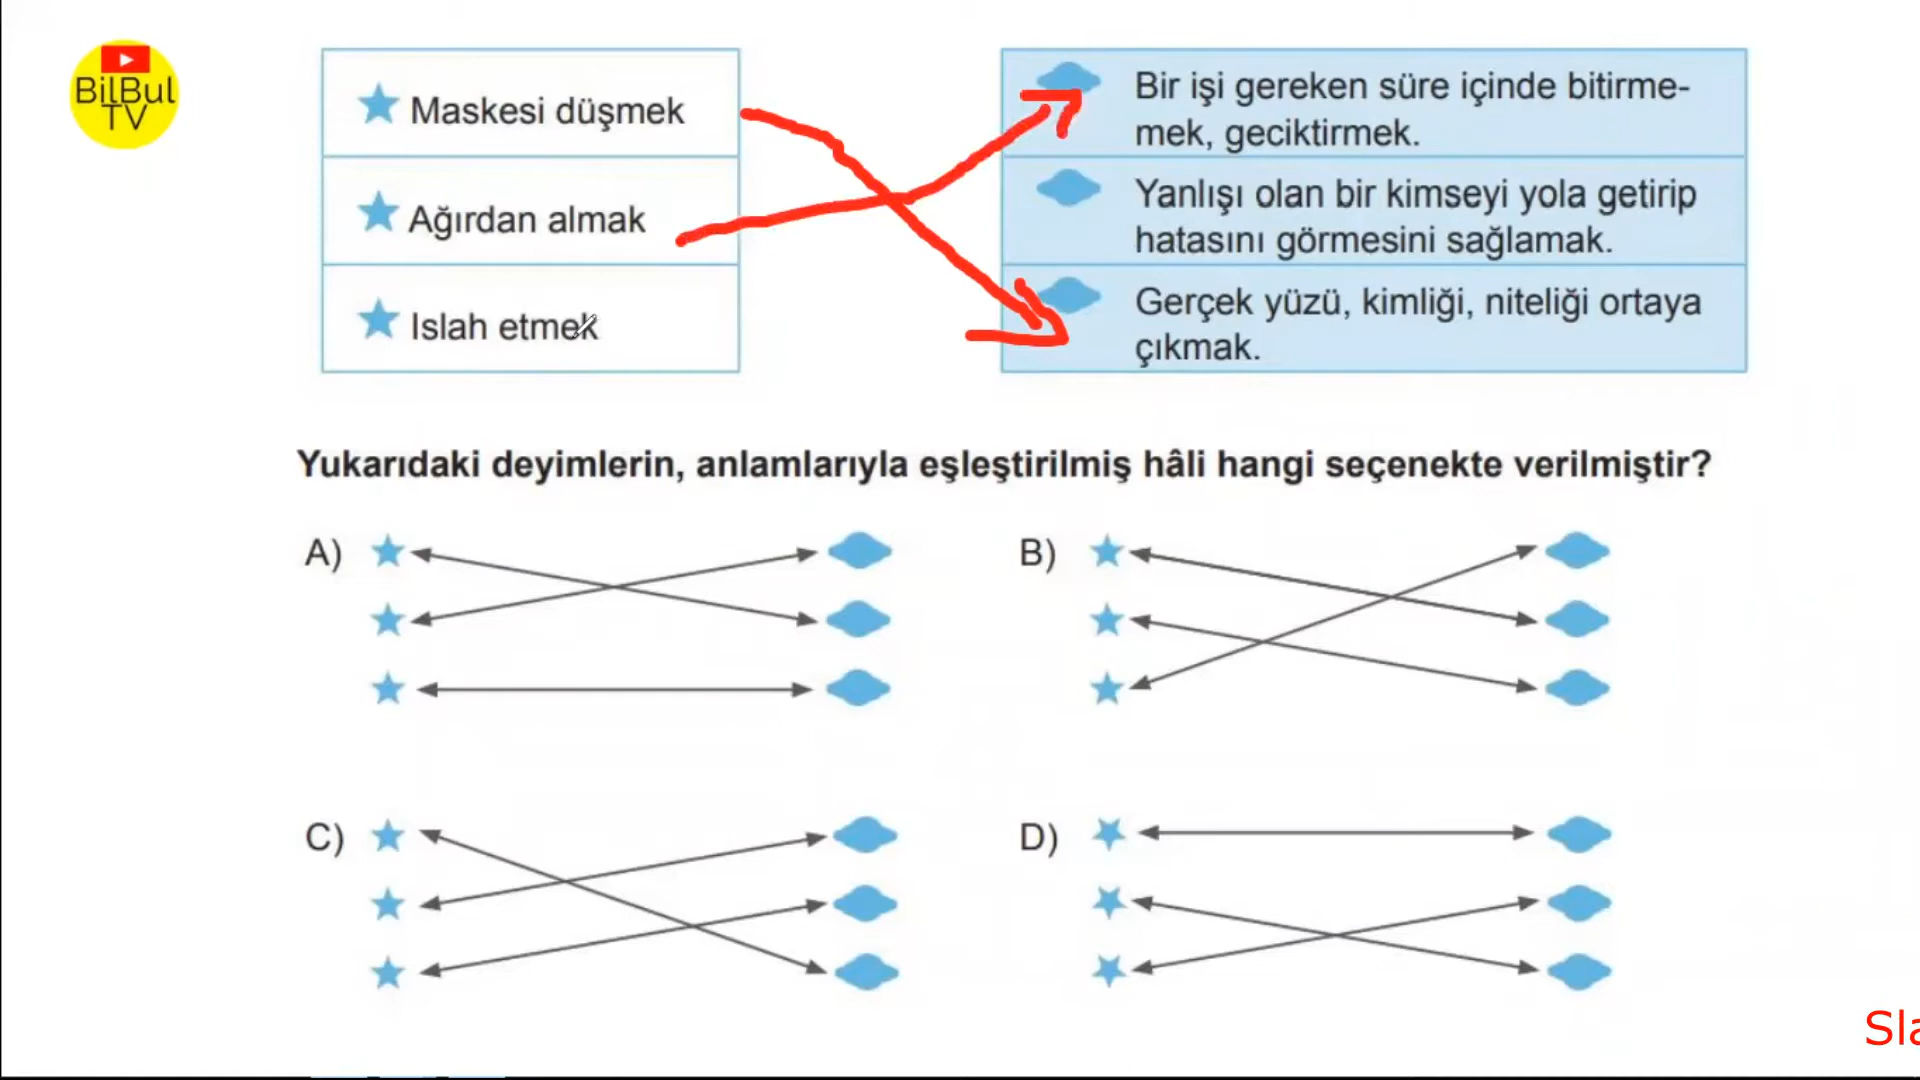 BilBul
TV
Maskesi düşmek
Ağırdan almak
Islah etmek
Bir işi gereken süre içinde bitirme-
mek, geciktirmek.
Yanlışı olan bir kimseyi yola getirip
hatasını görmesini sağlamak.
Gerçek yüzü, kimliği, niteliği ortaya
çıkmak.
Yukarıdaki deyimlerin, anlamlarıyla eşleştirilmiş hâli hangi seçenekte verilmiştir?
A)
B)
C)
D)
Sla